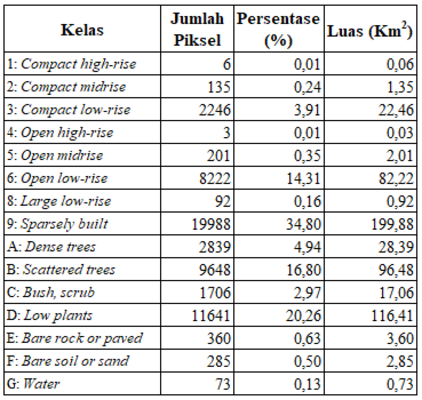 Kelas Jumlah Piksel Persentase (%) Luas (Km²)
1: Compact high-rise 6 0,01 0,06
2: Compact midrise 135 0,24 1,35
3: Compact low-rise 2246 3,91 22,46
4: Open high-rise 3 0,01 0,03
5: Open midrise 201 0,35 2,01
6: Open low-rise 8222 14,31 82,22
8: Large low-rise 92 0,16 0,92
9: Sparsely built 19988 34,80 199,88
A: Dense trees 2839 4,94 28,39
B: Scattered trees 9648 16,80 96,48
C: Bush, scrub 1706 2,97 17,06
D: Low plants 11641 20,26 116,41
E: Bare rock or paved 360 0,63 3,60
F: Bare soil or sand 285 0,50 2,85
G: Water 73 0,13 0,73